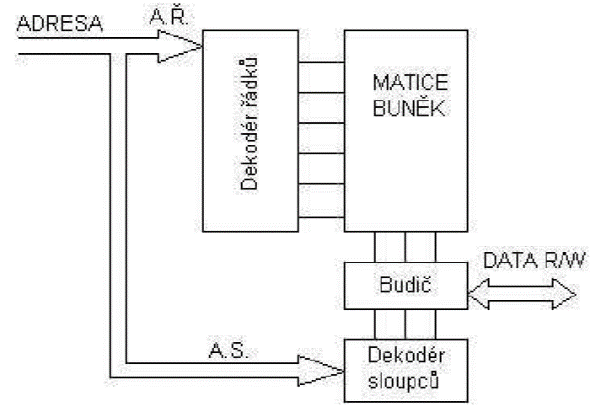 ADRESA
A.Ř.
Dekodér řádků
MATICE
BUNĚK
DATA R/W
Budič
A.S.
Dekodér
sloupců